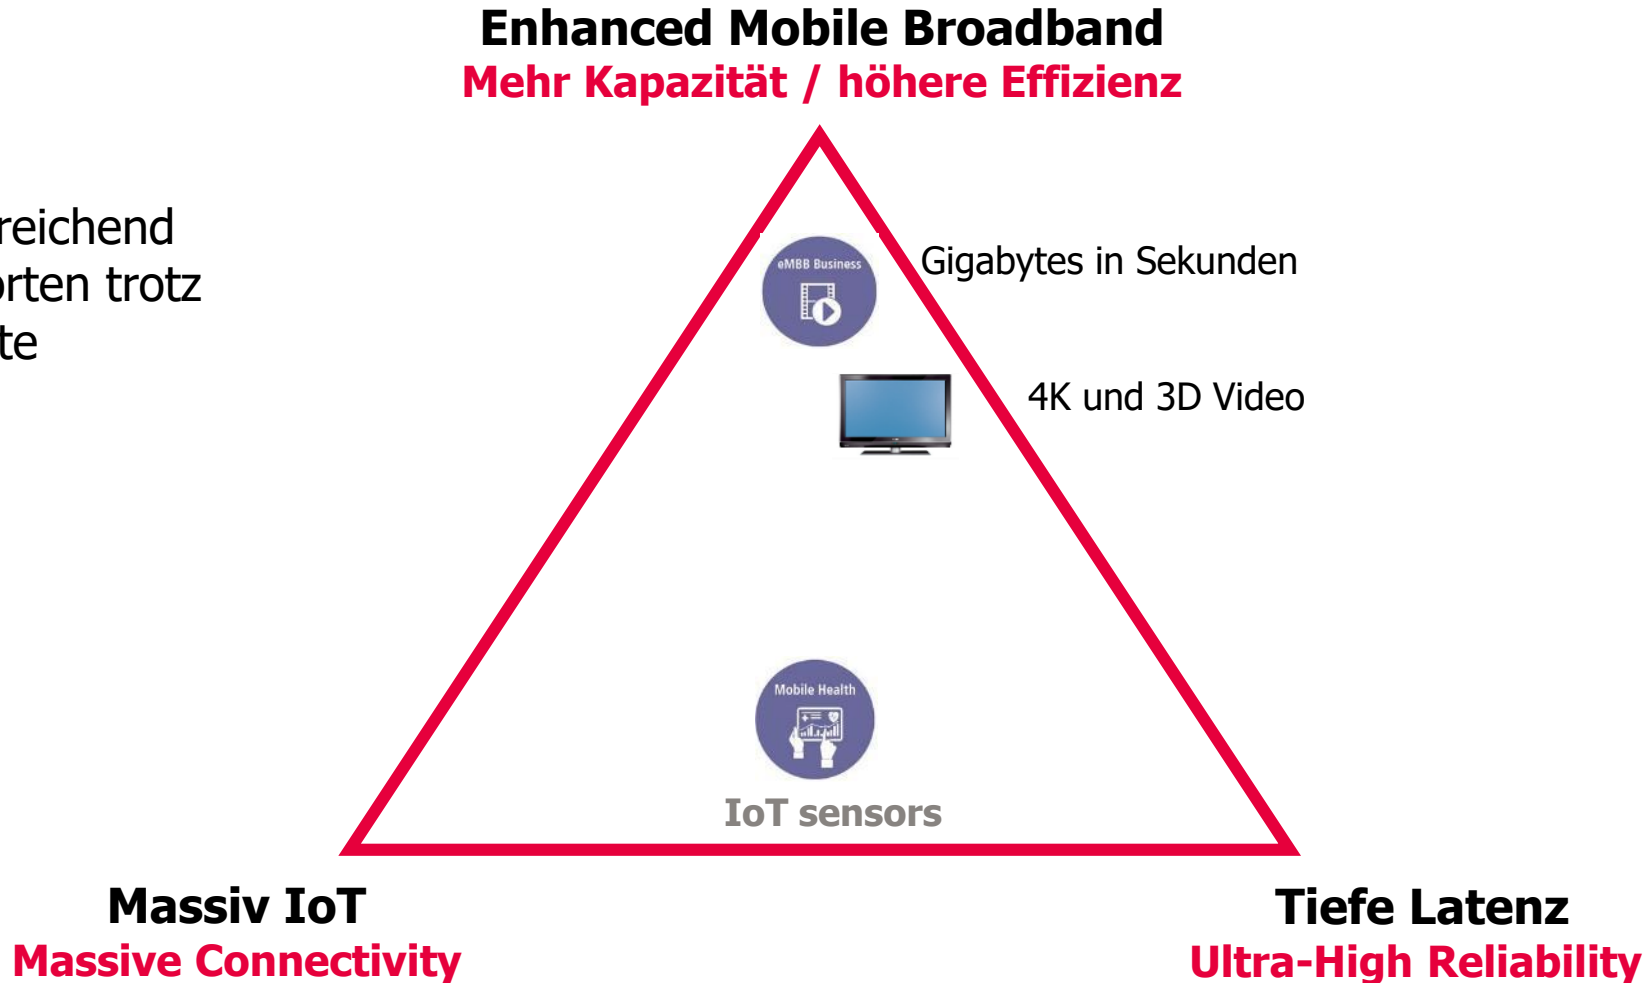 Enhanced Mobile Broadband
Mehr Kapazität / höhere Effizienz
reichend
orten trotz
te
eMBB Business
Gigabytes in Sekunden
4K und 3D Video
Mobile Health
IoT sensors
Massiv IoT
Massive Connectivity
Tiefe Latenz
Ultra-High Reliability